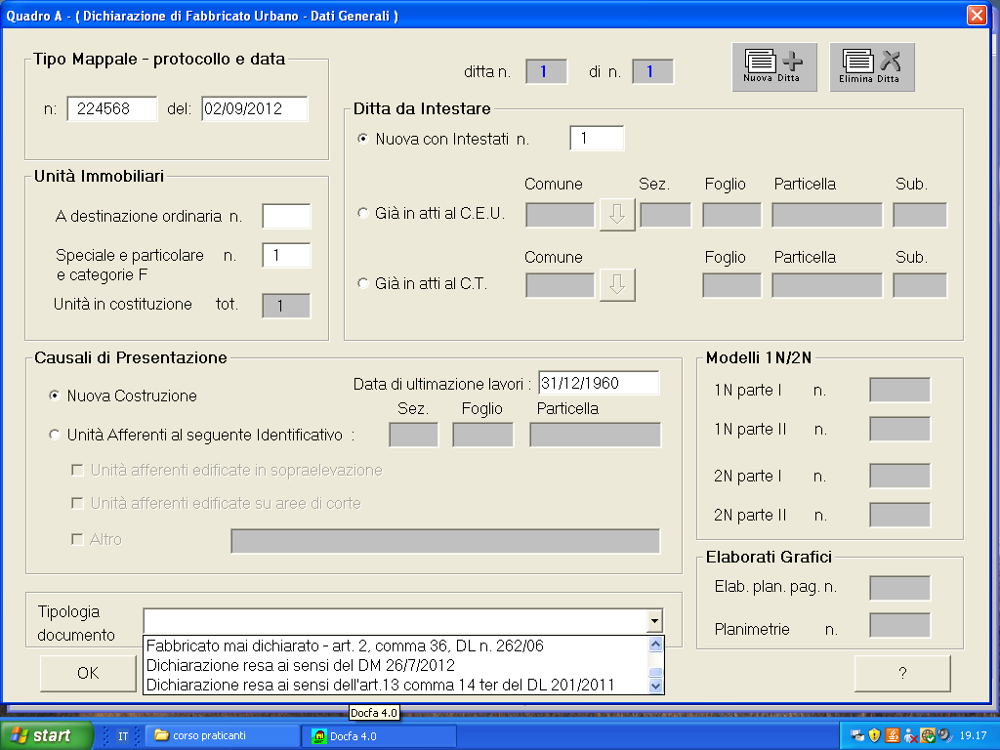 Quadro A - ( Dichiarazione di Fabbricato Urbano - Dati Generali )
Tipo Mappale - protocollo e data
n: 224568 del: 02/09/2012
ditta n. 1 di n. 1
Nuova Ditta
Elimina Ditta
Ditta da Intestare
Nuova con Intestati n. 1
Comune Sez. Foglio Particella Sub.
Già in atti al C.E.U.
Comune Foglio Particella Sub.
Già in atti al C.T.
Unità Immobiliari
A destinazione ordinaria n.
Speciale e particolare n. 1
e categorie F
Unità in costituzione tot. 1
Causali di Presentazione
Data di ultimazione lavori : 31/12/1960
Nuova Costruzione
Sez. Foglio Particella
Unità Afferenti al seguente Identificativo :
Unità afferenti edificate in sopraelevazione
Unità afferenti edificate su aree di corte
Altro
Modelli 1N/2N
1N parte I n.
1N parte II n.
2N parte I n.
2N parte II n.
Elaborati Grafici
Elab. plan. pag. n.
Planimetrie n.
Tipologia
documento
Fabbricato mai dichiarato - art. 2, comma 36, DL n. 262/06
Dichiarazione resa ai sensi del DM 26/7/2012
Dichiarazione resa ai sensi dell'art.13 comma 14 ter del DL 201/2011
OK
?
Docfa 4.0
start
IT
corso praticanti
Docfa 4.0
19.17